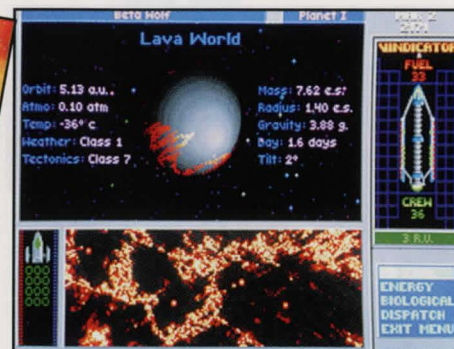 Beta Wolf Planet I
MAR 2
Lava World
VINDICATOR
FUEL
33
Orbit: 5.13 a.u.
Atmo: 0.10 atm
Temp: -36° c
Weather: Class 1
Tectonics: Class 7
Mass: 7.62 e.s.
Radius: 1.40 e.s.
Gravity: 3.88 g.
Day: 1.6 days
Tilt: 2°
CREW
36
3 R.U.
ENERGY
BIOLOGICAL
DISPATCH
EXIT MENU